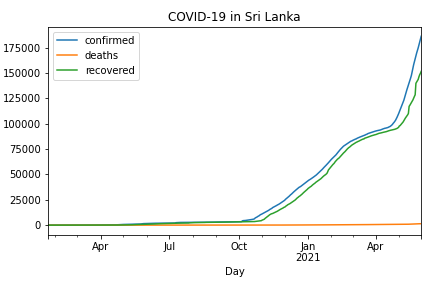 COVID-19 in Sri Lanka
confirmed
deaths
recovered
175000
150000
125000
100000
75000
50000
25000
0
Apr Jul Oct Jan Apr
2021
Day